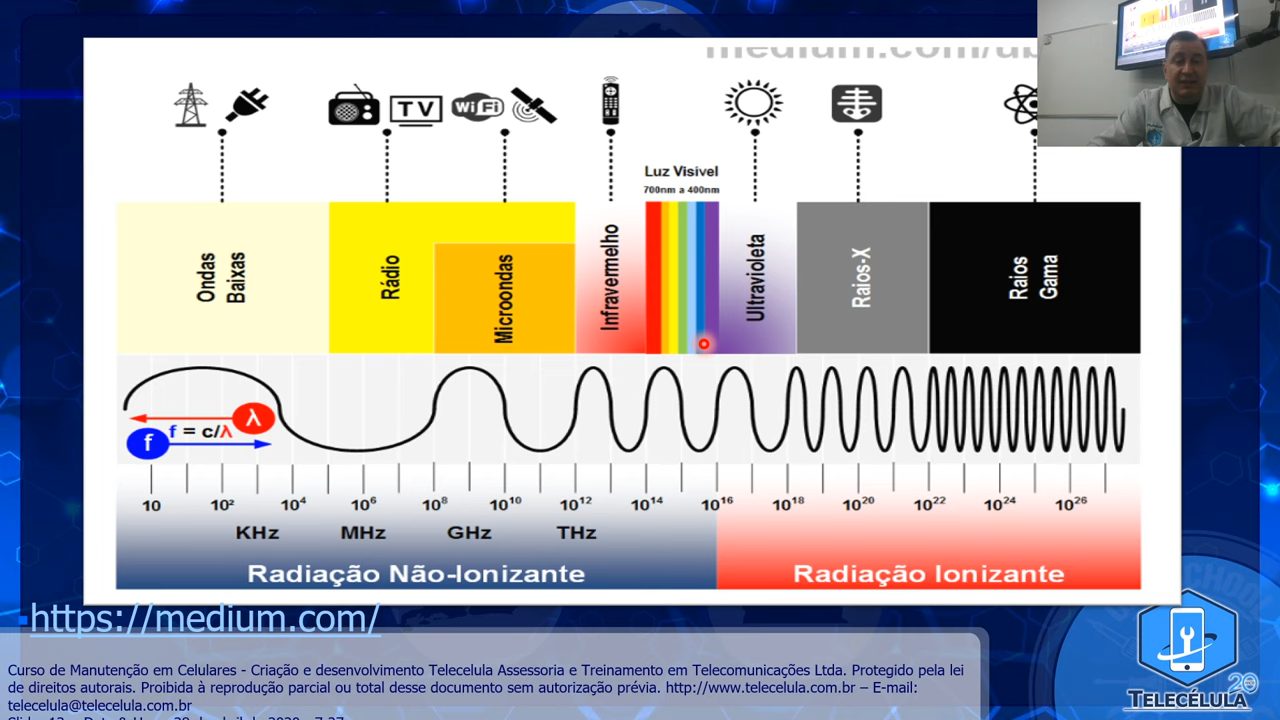 medium.com/ub
TV
WiFi
Luz Visível
700nm a 400nm
Ondas
Baixas
Rádio
Microondas
Infravermelho
Ultravioleta
Raios-X
Raios
Gama
λ
f = c/λ
f
10 10² 10⁴ 10⁶ 10⁸ 10¹⁰ 10¹² 10¹⁴ 10¹⁶ 10¹⁸ 10²⁰ 10²² 10²⁴ 10²⁶
KHz MHz GHz THz
Radiação Não-Ionizante Radiação Ionizante
https://medium.com/
Curso de Manutenção em Celulares - Criação e desenvolvimento Telecelula Assessoria e Treinamento em Telecomunicações Ltda. Protegido pela lei
de direitos autorais. Proibida à reprodução parcial ou total desse documento sem autorização prévia. http://www.telecelula.com.br – E-mail:
telecelula@telecelula.com.br
TELECÉLULA
20